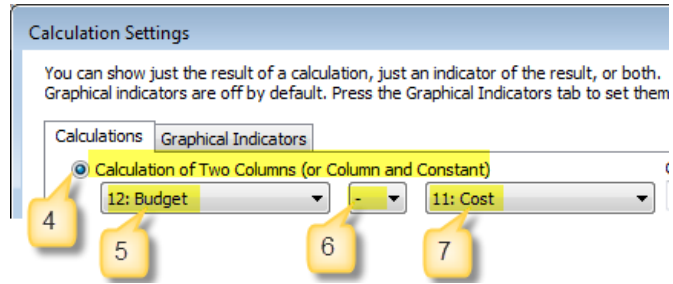 Calculation Settings
You can show just the result of a calculation, just an indicator of the result, or both.
Graphical indicators are off by default. Press the Graphical Indicators tab to set them
Calculations Graphical Indicators
Calculation of Two Columns (or Column and Constant)
12: Budget - 11: Cost
4 5 6 7